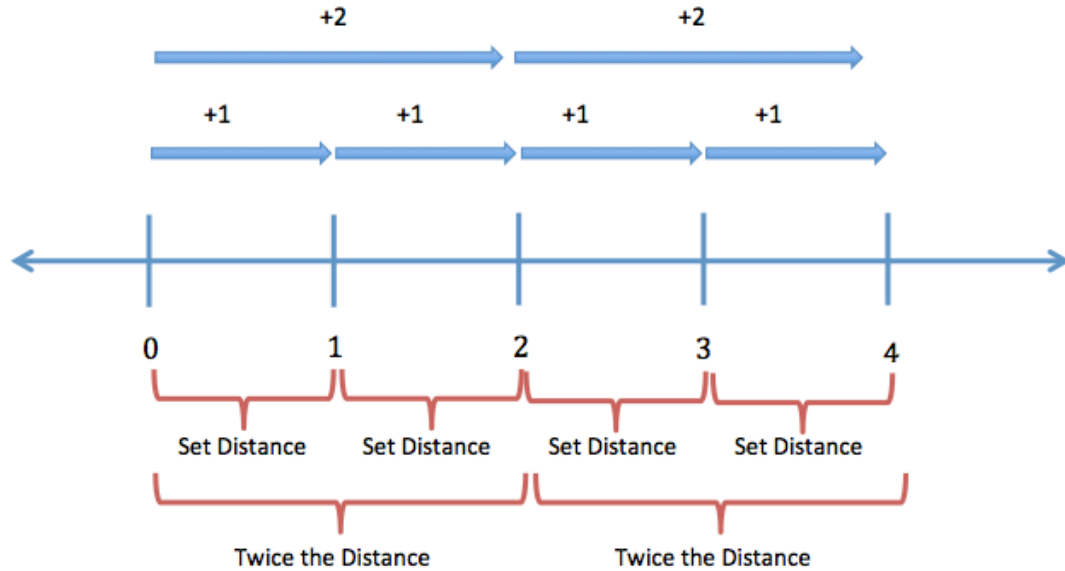 +2 +2
+1 +1 +1 +1
0 1 2 3 4
Set Distance Set Distance Set Distance Set Distance
Twice the Distance Twice the Distance